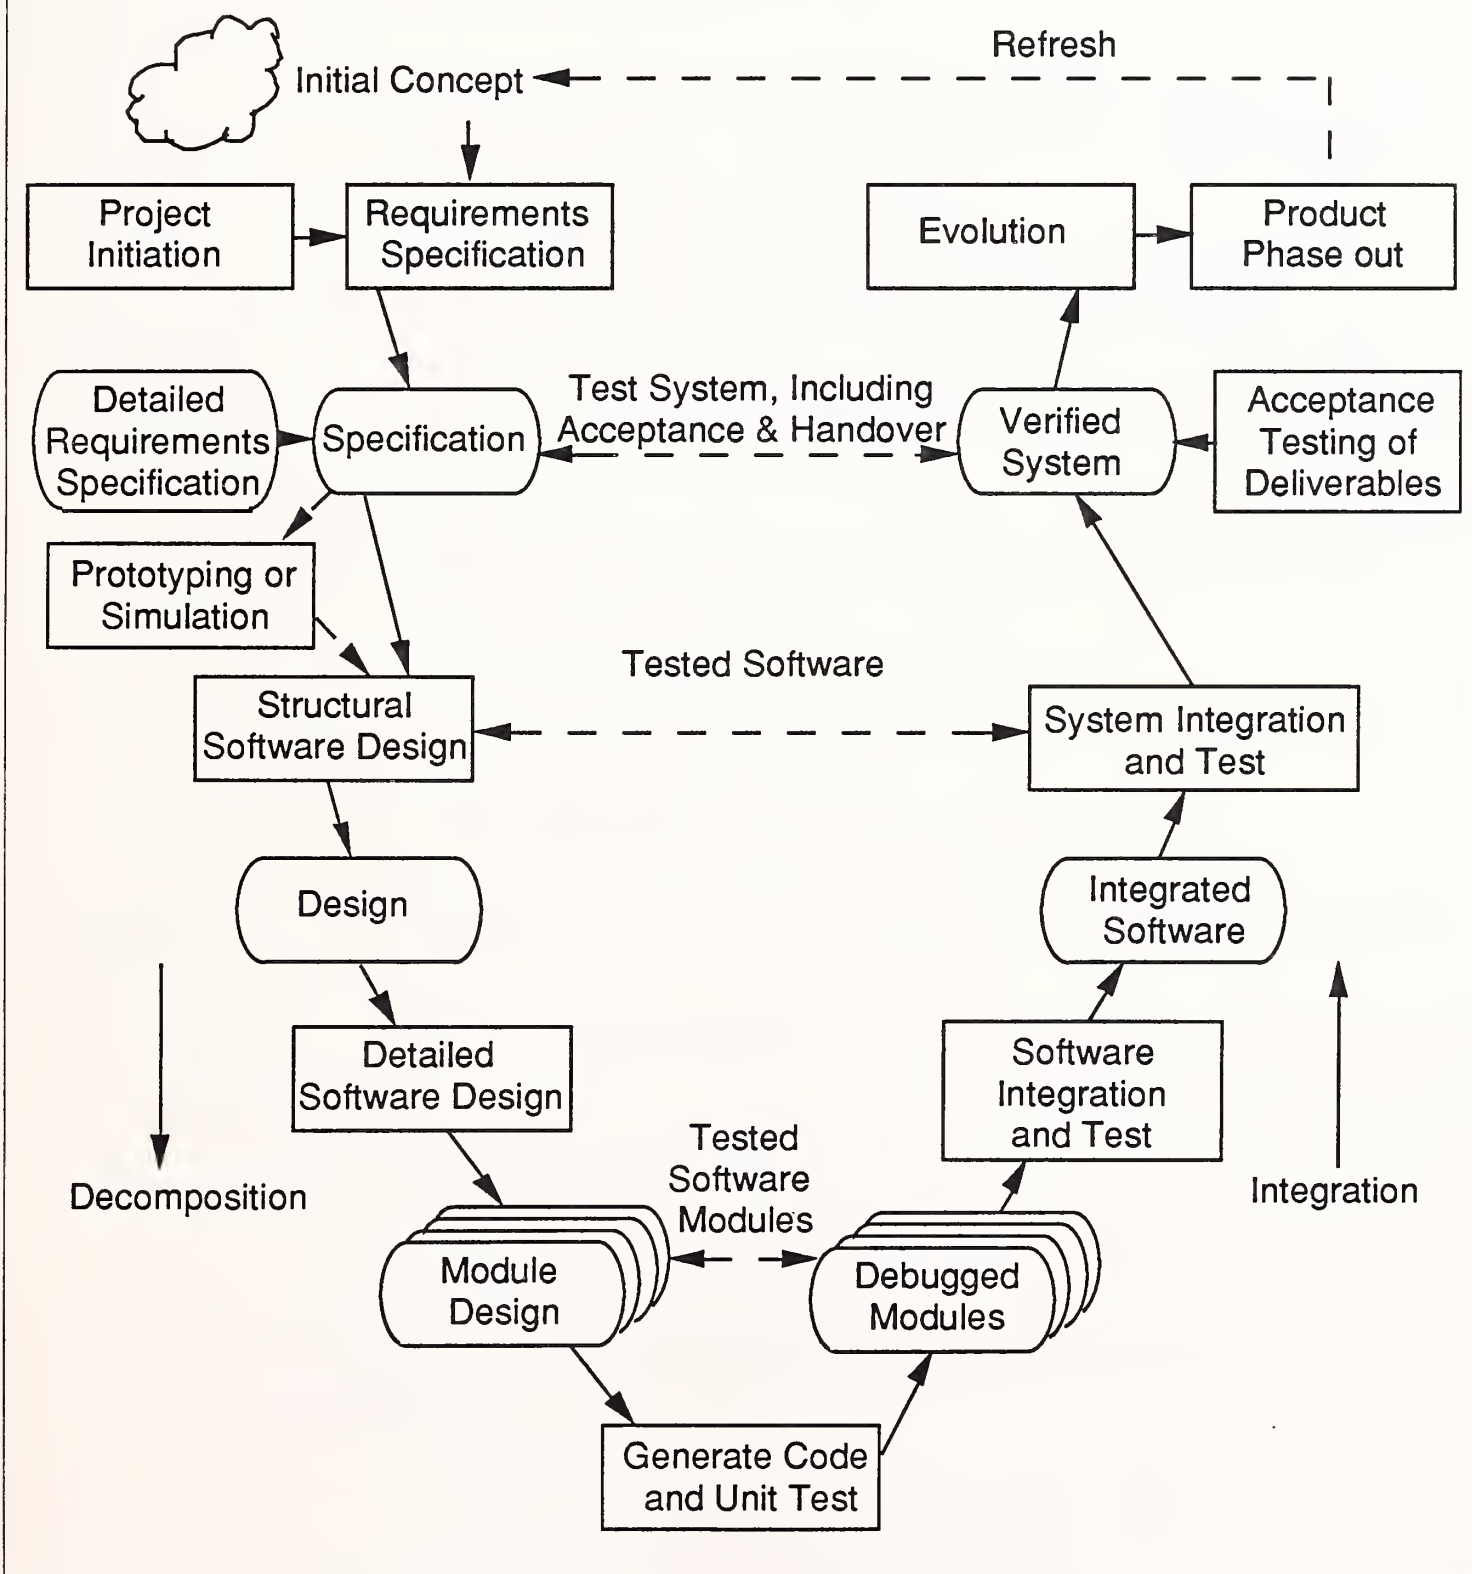 Refresh
Initial Concept
Project
Initiation
Requirements
Specification
Evolution
Product
Phase out
Detailed
Requirements
Specification
Specification
Test System, Including
Acceptance & Handover
Verified
System
Acceptance
Testing of
Deliverables
Prototyping or
Simulation
Tested Software
Structural
Software Design
System Integration
and Test
Design
Integrated
Software
Detailed
Software Design
Software
Integration
and Test
Decomposition
Tested
Software
Modules
Integration
Module
Design
Debugged
Modules
Generate Code
and Unit Test